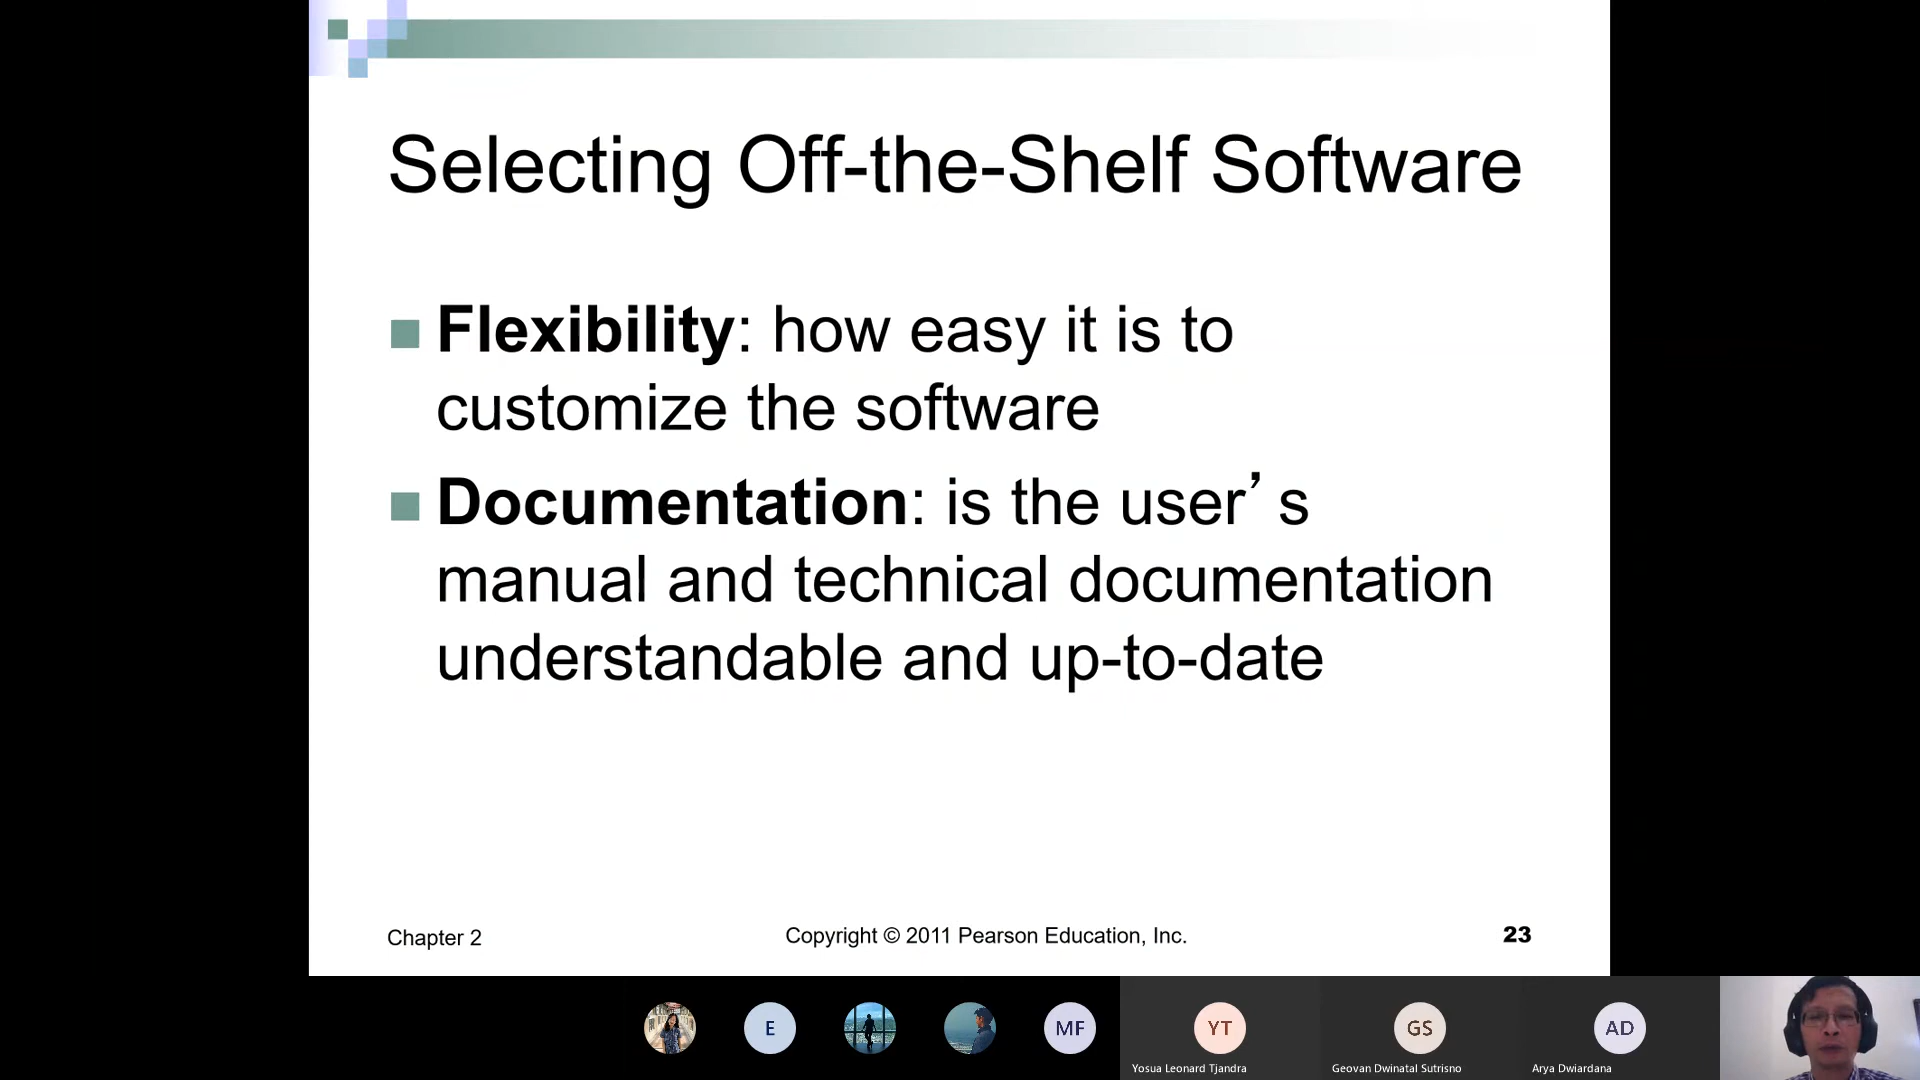 Selecting Off-the-Shelf Software
Flexibility: how easy it is to
customize the software
Documentation: is the user’s
manual and technical documentation
understandable and up-to-date
Chapter 2
Copyright © 2011 Pearson Education, Inc.
23
E
MF
YT
GS
AD
Yosua Leonard Tjandra
Geovan Dwinatal Sutrisno
Arya Dwiardana